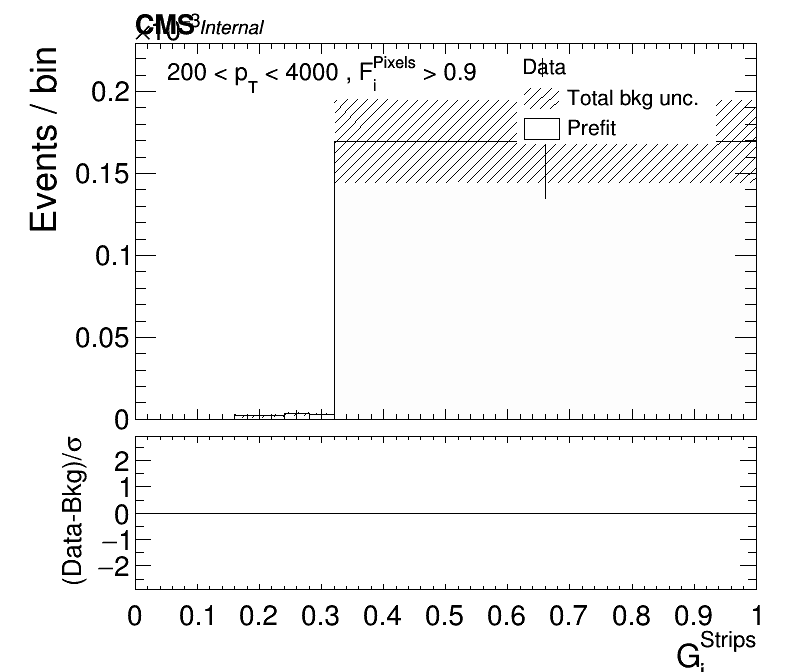 CMS Internal
×10^3
200 < p_T < 4000 , F_i^Pixels > 0.9
Data
Total bkg unc.
Prefit
Events / bin
0.2
0.15
0.1
0.05
0
(Data-Bkg)/σ
2
1
0
−1
−2
0 0.1 0.2 0.3 0.4 0.5 0.6 0.7 0.8 0.9 1
G_i^Strips